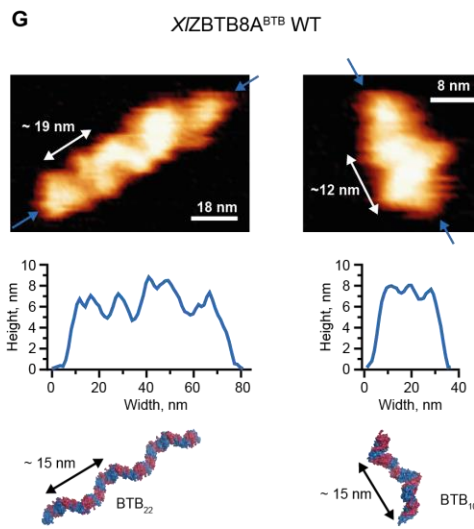 G
XlZBTB8A^BTB WT
~ 19 nm
18 nm
8 nm
~12 nm
Height, nm
10
8
6
4
2
0
0 20 40 60 80
Width, nm
Height, nm
10
8
6
4
2
0
0 10 20 30 40
Width, nm
~ 15 nm
BTB₂₂
~ 15 nm